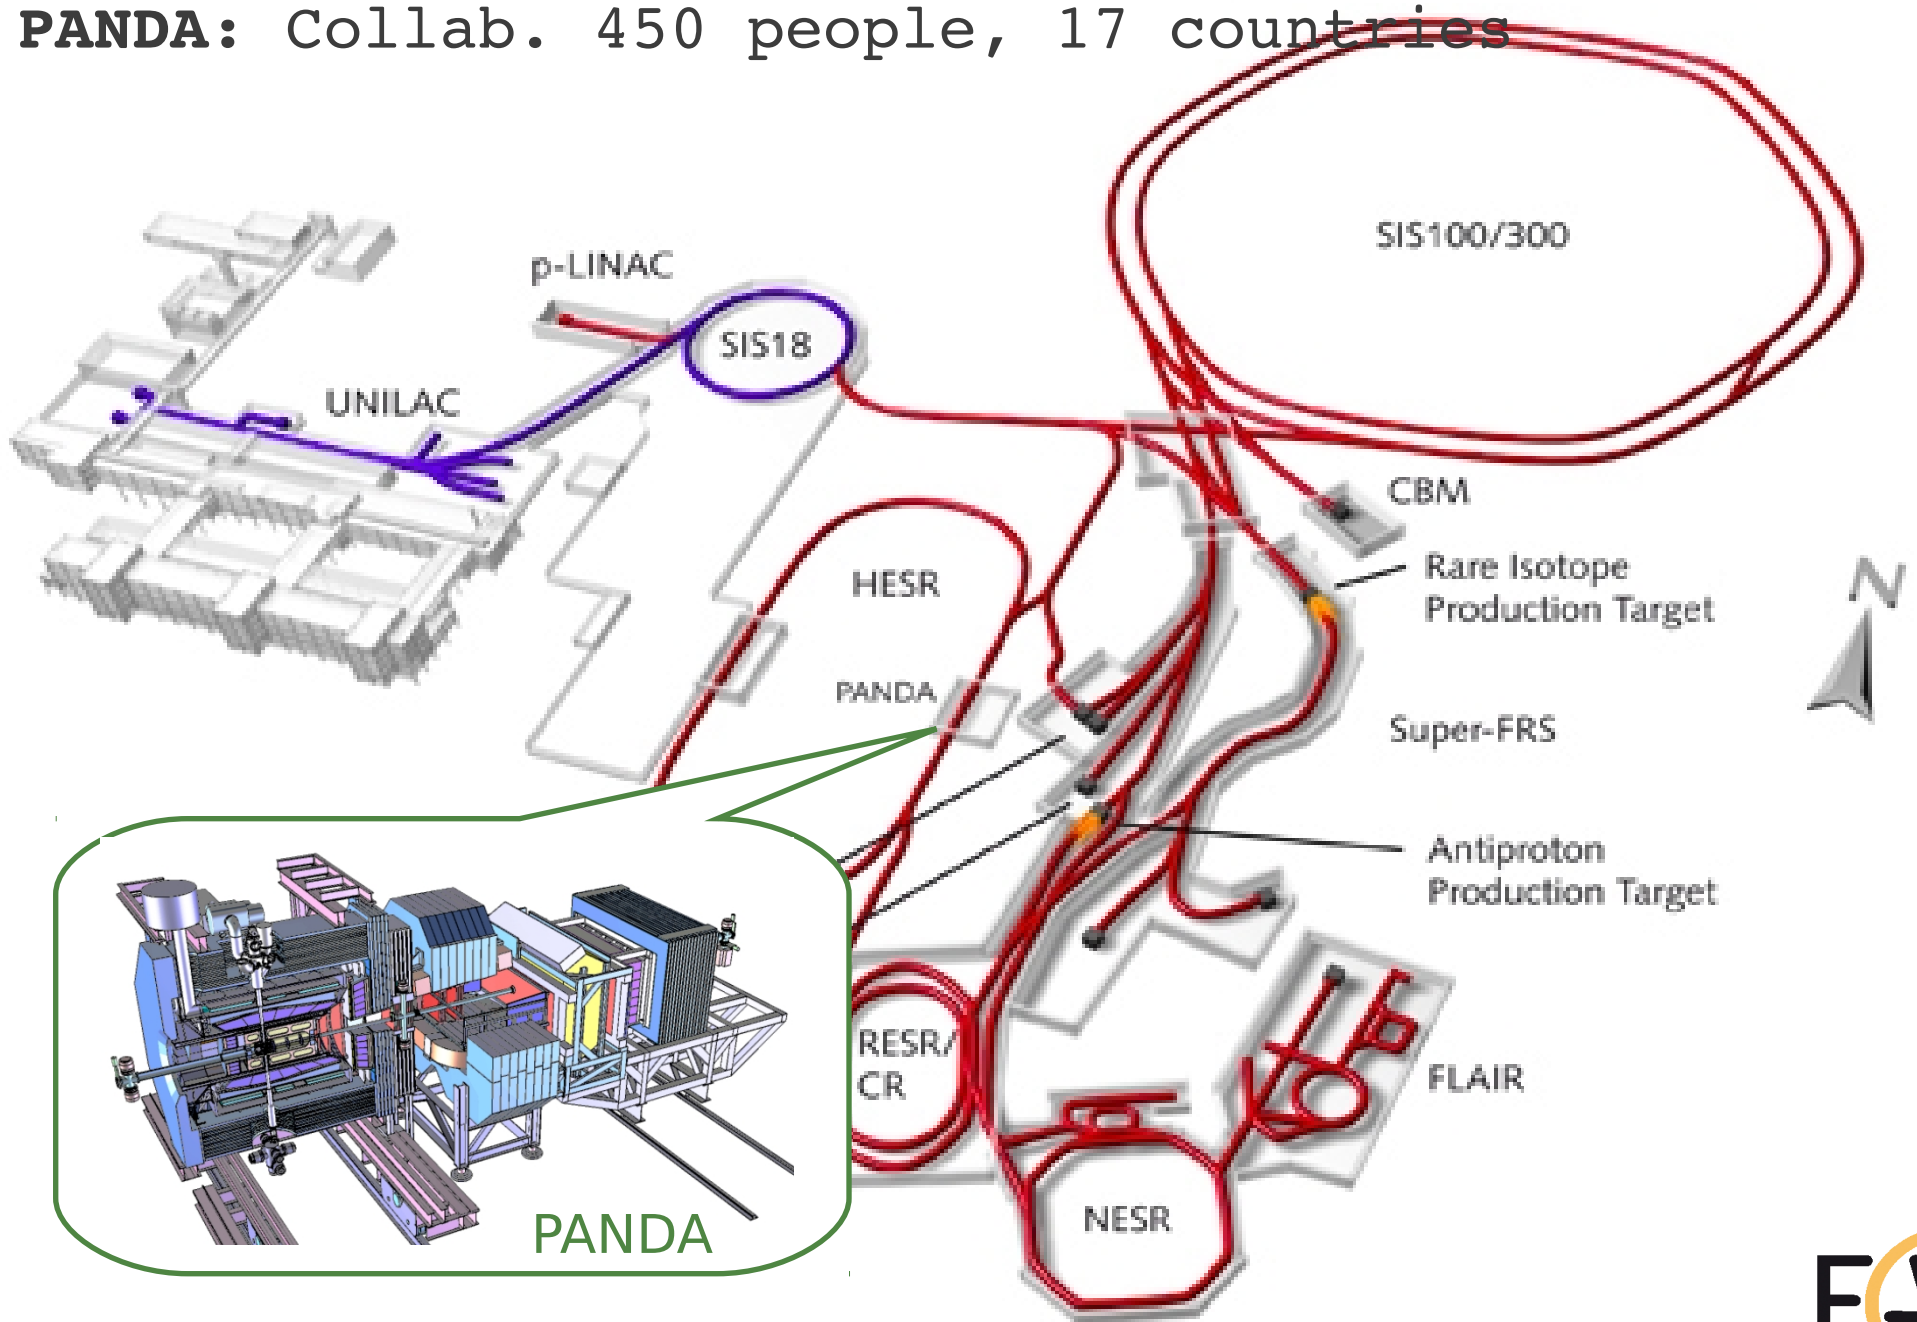 PANDA: Collab. 450 people, 17 countries
SIS100/300
p-LINAC
SIS18
UNILAC
CBM
HESR
Rare Isotope
Production Target
N
PANDA
Super-FRS
Antiproton
Production Target
RESR/
CR
FLAIR
NESR
PANDA